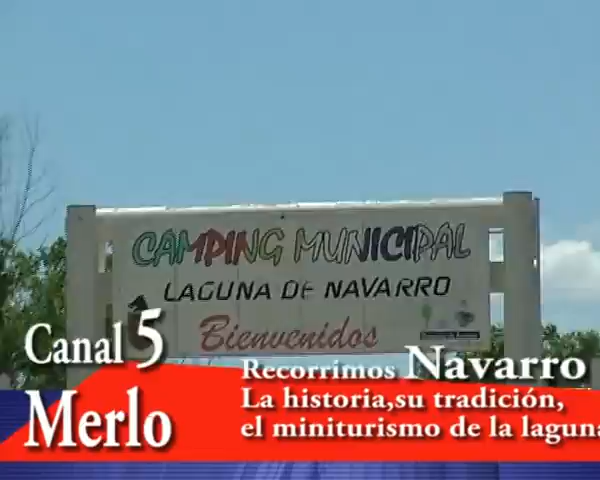 CAMPING MUNICIPAL
LAGUNA DE NAVARRO
Bienvenidos
Canal 5
Merlo
Recorrimos Navarro
La historia,su tradición,
el miniturismo de la laguna